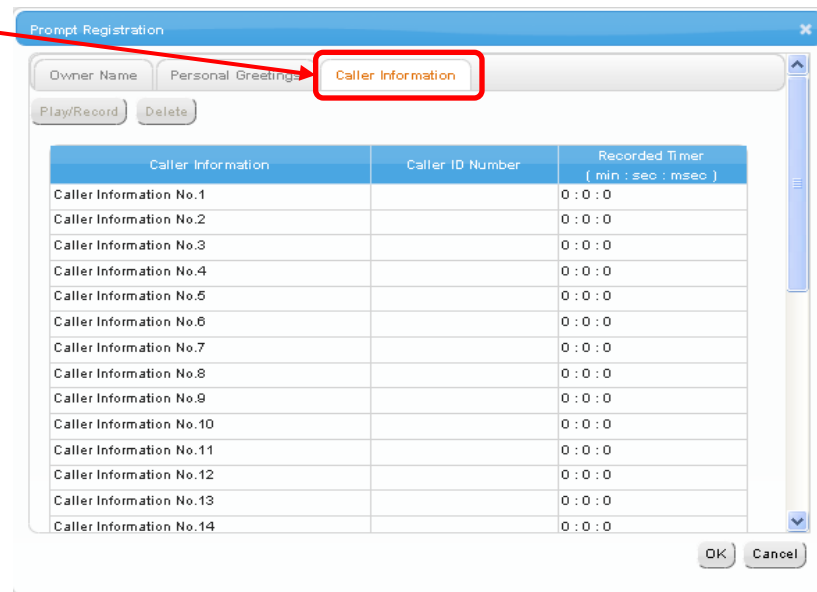 Prompt Registration
Owner Name Personal Greetings Caller Information
Play/Record Delete
Caller Information Caller ID Number Recorded Timer
( min : sec : msec )
Caller Information No.1 0 : 0 : 0
Caller Information No.2 0 : 0 : 0
Caller Information No.3 0 : 0 : 0
Caller Information No.4 0 : 0 : 0
Caller Information No.5 0 : 0 : 0
Caller Information No.6 0 : 0 : 0
Caller Information No.7 0 : 0 : 0
Caller Information No.8 0 : 0 : 0
Caller Information No.9 0 : 0 : 0
Caller Information No.10 0 : 0 : 0
Caller Information No.11 0 : 0 : 0
Caller Information No.12 0 : 0 : 0
Caller Information No.13 0 : 0 : 0
Caller Information No.14 0 : 0 : 0
OK Cancel